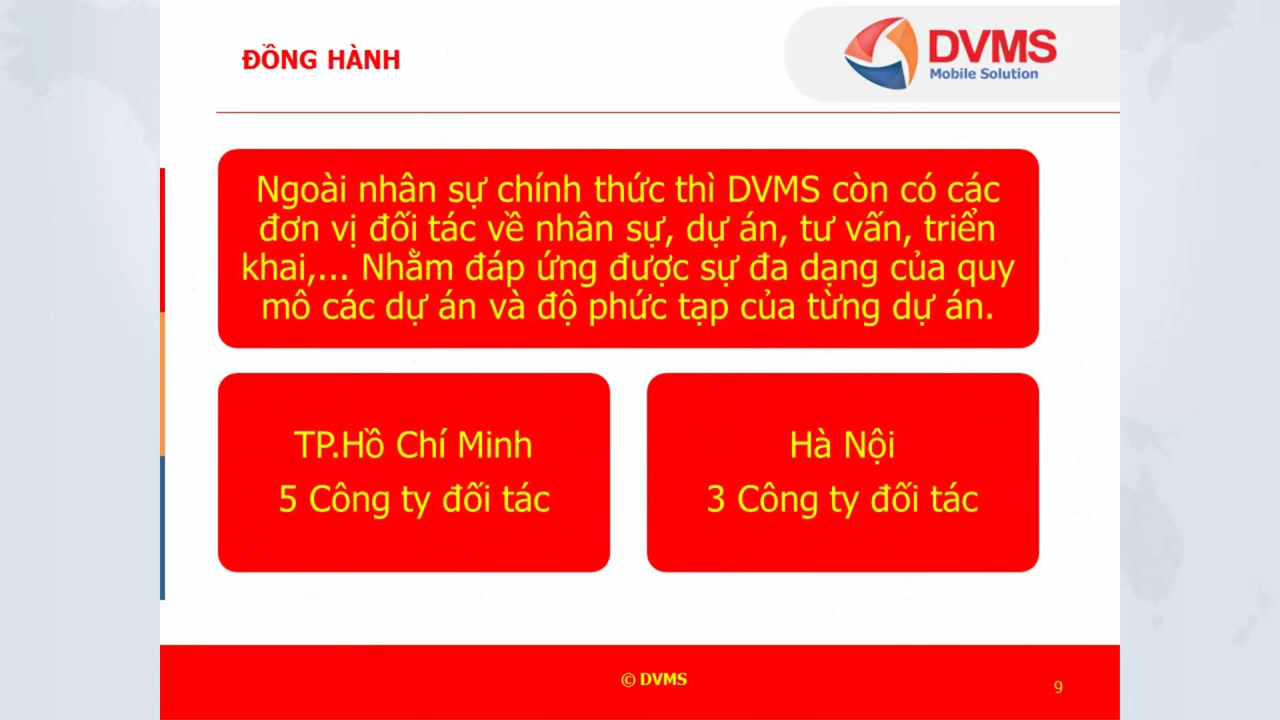 ĐỒNG HÀNH
DVMS
Mobile Solution
Ngoài nhân sự chính thức thì DVMS còn có các
đơn vị đối tác về nhân sự, dự án, tư vấn, triển
khai,... Nhằm đáp ứng được sự đa dạng của quy
mô các dự án và độ phức tạp của từng dự án.
TP.Hồ Chí Minh
5 Công ty đối tác
Hà Nội
3 Công ty đối tác
© DVMS
9